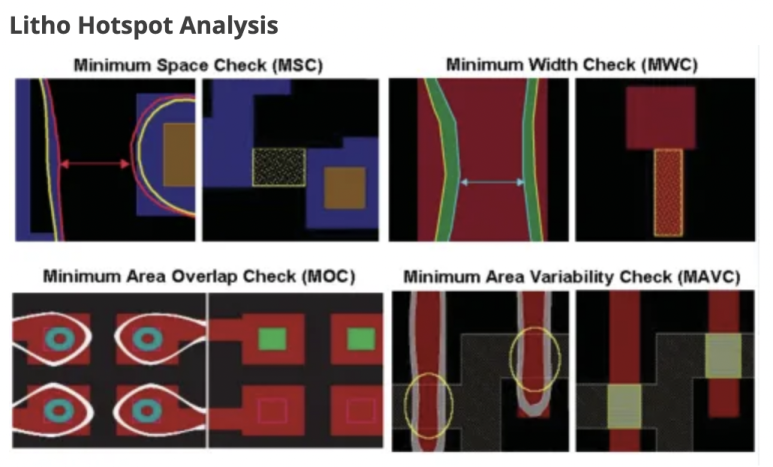 Litho Hotspot Analysis
Minimum Space Check (MSC)
Minimum Width Check (MWC)
Minimum Area Overlap Check (MOC)
Minimum Area Variability Check (MAVC)